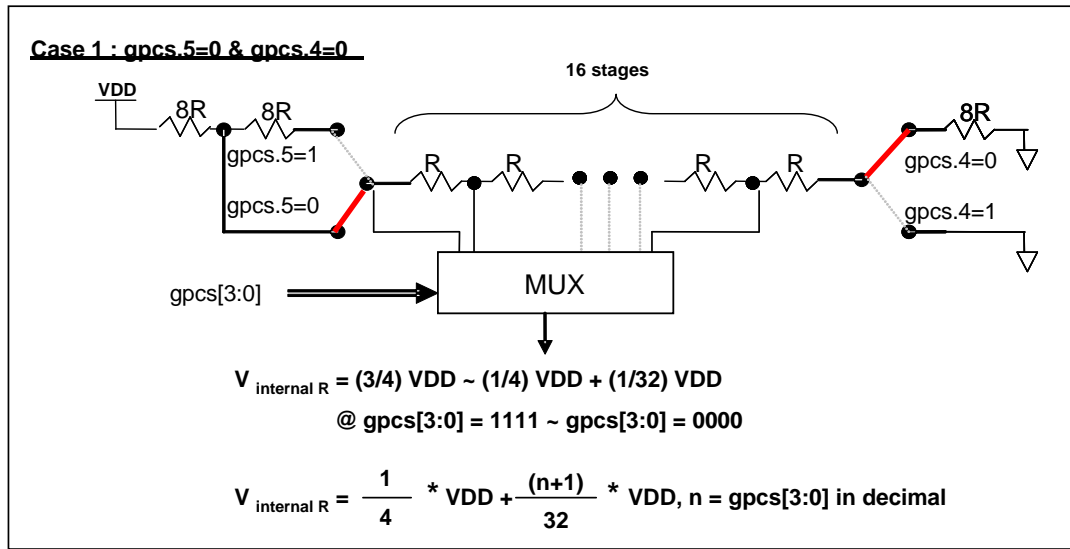 Case 1 : gpcs.5=0 & gpcs.4=0
16 stages
VDD
8R 8R 8R
gpcs.5=1
R R R R
gpcs.4=0
gpcs.5=0
gpcs.4=1
MUX
gpcs[3:0]
V internal R = (3/4) VDD ~ (1/4) VDD + (1/32) VDD
@ gpcs[3:0] = 1111 ~ gpcs[3:0] = 0000
V internal R = 1/4 * VDD + (n+1)/32 * VDD, n = gpcs[3:0] in decimal